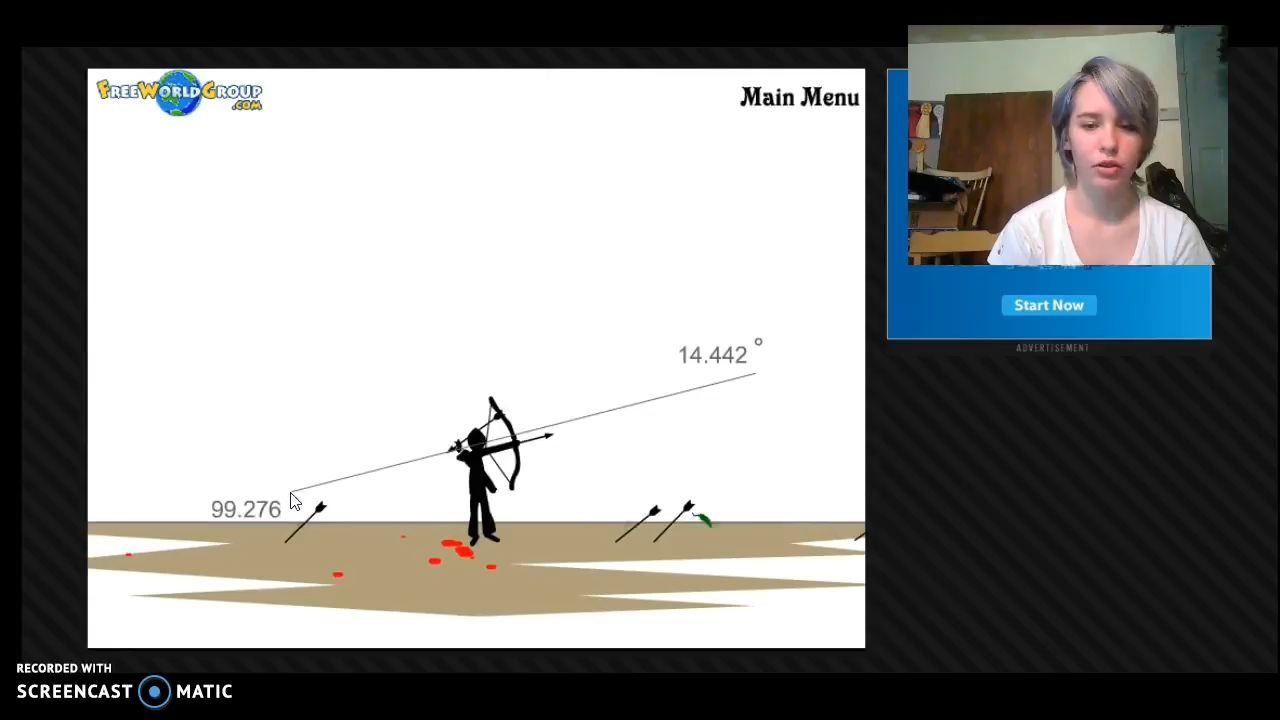 FREEWORLDGROUP
.COM
Main Menu
Start Now
ADVERTISEMENT
14.442°
99.276
RECORDED WITH
SCREENCAST MATIC